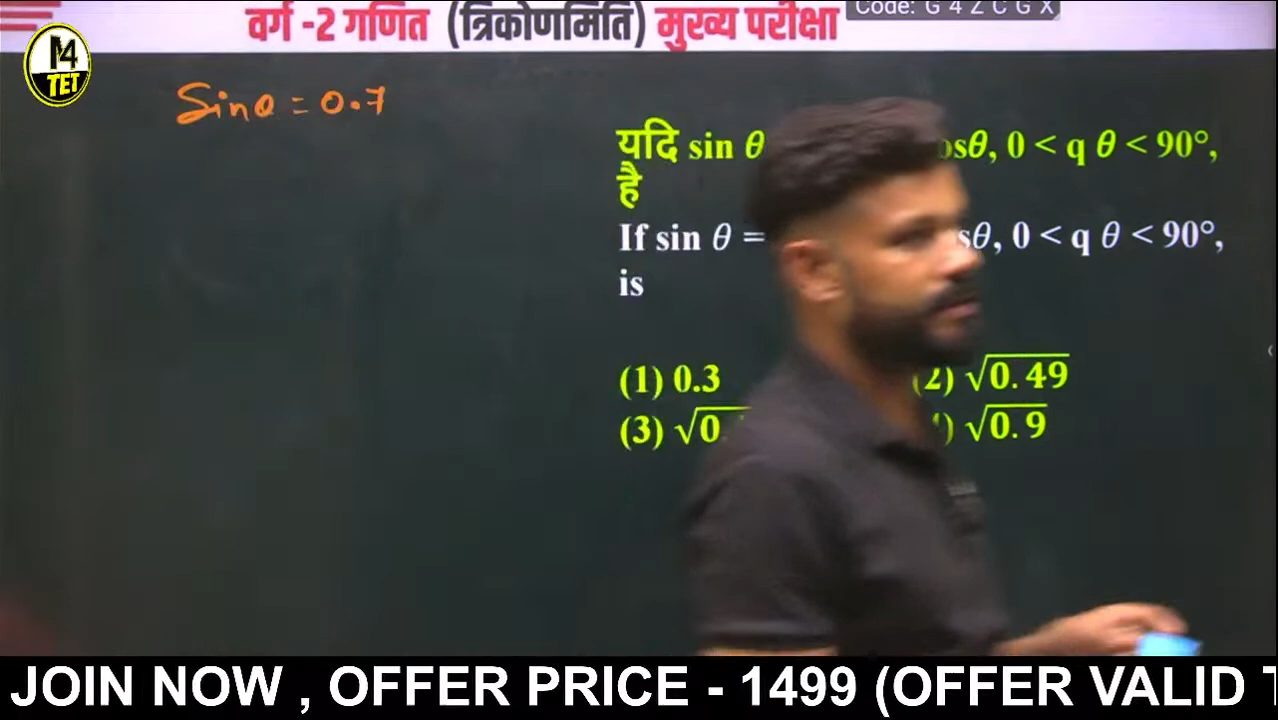 वर्ग -2 गणित (त्रिकोणमिति) मुख्य परीक्षा
Code: G 4 Z C G X
M4
TET
Sinθ = 0.7
यदि sin θ osθ, 0 < q θ < 90°,
है
If sin θ = sθ, 0 < q θ < 90°,
is
(1) 0.3 2) √0.49
(3) √0. ) √0.9
JOIN NOW , OFFER PRICE - 1499 (OFFER VALID T